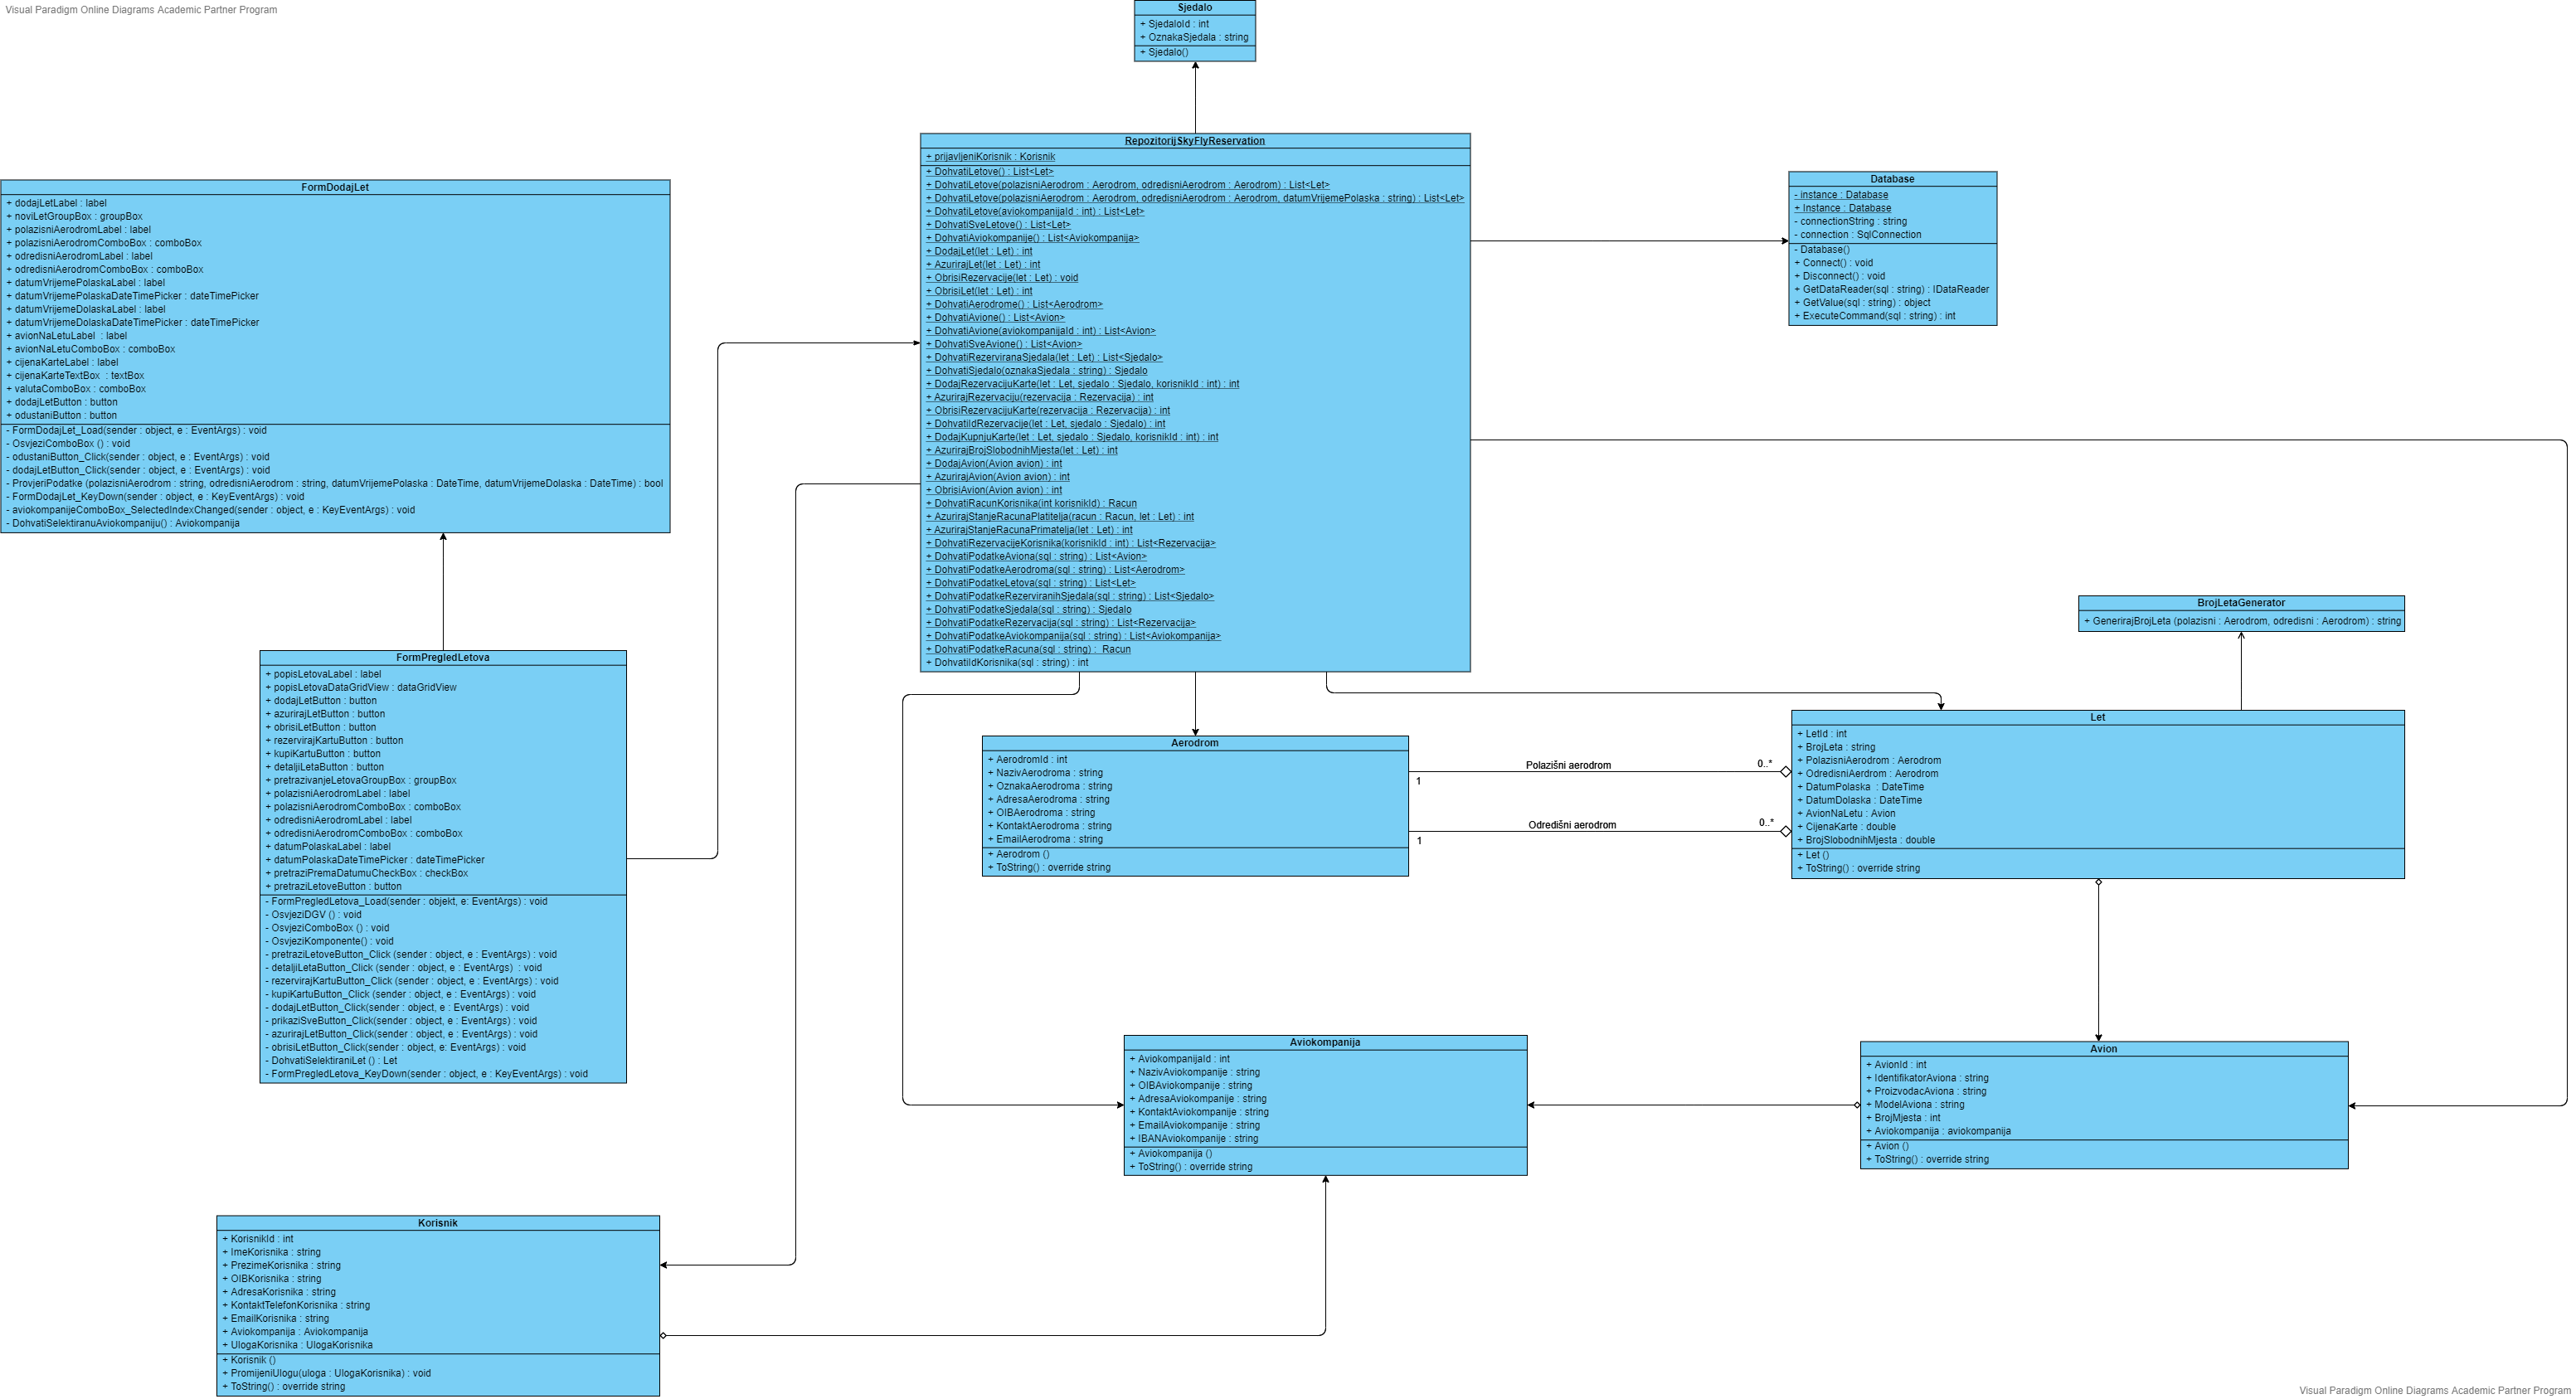 Visual Paradigm Online Diagrams Academic Partner Program
Sjedalo
+ SjedaloId : int
+ OznakaSjedala : string
+ Sjedalo()
RepozitorijSkyFlyReservation
+ prijavljeniKorisnik : Korisnik
+ DohvatiLetove() : List<Let>
+ DohvatiLetove(polazisniAerodrom : Aerodrom, odredisniAerodrom : Aerodrom) : List<Let>
+ DohvatiLetove(polazisniAerodrom : Aerodrom, odredisniAerodrom : Aerodrom, datumVrijemePolaska : string) : List<Let>
+ DohvatiLetove(aviokompanijaId : int) : List<Let>
+ DohvatiSveLetove() : List<Let>
+ DohvatiAviokompanije() : List<Aviokompanija>
+ DodajLet(let : Let) : int
+ AzurirajLet(let : Let) : int
+ ObrisiRezervacije(let : Let) : void
+ ObrisiLet(let : Let) : int
+ DohvatiAerodrome() : List<Aerodrom>
+ DohvatiAvione() : List<Avion>
+ DohvatiAvione(aviokompanijaId : int) : List<Avion>
+ DohvatiSveAvione() : List<Avion>
+ DohvatiRezerviranaSjedala(let : Let) : List<Sjedalo>
+ DohvatiSjedalo(oznakaSjedala : string) : Sjedalo
+ DodajRezervacijuKarte(let : Let, sjedalo : Sjedalo, korisnikId : int) : int
+ AzurirajRezervaciju(rezervacija : Rezervacija) : int
+ ObrisiRezervacijuKarte(rezervacija : Rezervacija) : int
+ DohvatiIdRezervacije(let : Let, sjedalo : Sjedalo) : int
+ DodajKupnjuKarte(let : Let, sjedalo : Sjedalo, korisnikId : int) : int
+ AzurirajBrojSlobodnihMjesta(let : Let) : int
+ DodajAvion(Avion avion) : int
+ AzurirajAvion(Avion avion) : int
+ ObrisiAvion(Avion avion) : int
+ DohvatiRacunKorisnika(int korisnikId) : Racun
+ AzurirajStanjeRacunaPlatitelja(racun : Racun, let : Let) : int
+ AzurirajStanjeRacunaPrimatelja(let : Let) : int
+ DohvatiRezervacijeKorisnika(korisnikId : int) : List<Rezervacija>
+ DohvatiPodatkeAviona(sql : string) : List<Avion>
+ DohvatiPodatkeAerodroma(sql : string) : List<Aerodrom>
+ DohvatiPodatkeLetova(sql : string) : List<Let>
+ DohvatiPodatkeRezerviranihSjedala(sql : string) : List<Sjedalo>
+ DohvatiPodatkeSjedala(sql : string) : Sjedalo
+ DohvatiPodatkeRezervacija(sql : string) : List<Rezervacija>
+ DohvatiPodatkeAviokompanija(sql : string) : List<Aviokompanija>
+ DohvatiPodatkeRacuna(sql : string) :  Racun
+ DohvatiIdKorisnika(sql : string) : int
Database
- instance : Database
+ Instance : Database
- connectionString : string
- connection : SqlConnection
- Database()
+ Connect() : void
+ Disconnect() : void
+ GetDataReader(sql : string) : IDataReader
+ GetValue(sql : string) : object
+ ExecuteCommand(sql : string) : int
FormDodajLet
+ dodajLetLabel : label
+ noviLetGroupBox : groupBox
+ polazisniAerodromLabel : label
+ polazisniAerodromComboBox : comboBox
+ odredisniAerodromLabel : label
+ odredisniAerodromComboBox : comboBox
+ datumVrijemePolaskaLabel : label
+ datumVrijemePolaskaDateTimePicker : dateTimePicker
+ datumVrijemeDolaskaLabel : label
+ datumVrijemeDolaskaDateTimePicker : dateTimePicker
+ avionNaLetuLabel  : label
+ avionNaLetuComboBox : comboBox
+ cijenaKarteLabel : label
+ cijenaKarteTextBox  : textBox
+ valutaComboBox : comboBox
+ dodajLetButton : button
+ odustaniButton : button
- FormDodajLet_Load(sender : object, e : EventArgs) : void
- OsvjeziComboBox () : void
- odustaniButton_Click(sender : object, e : EventArgs) : void
- dodajLetButton_Click(sender : object, e : EventArgs) : void
- ProvjeriPodatke (polazisniAerodrom : string, odredisniAerodrom : string, datumVrijemePolaska : DateTime, datumVrijemeDolaska : DateTime) : bool
- FormDodajLet_KeyDown(sender : object, e : KeyEventArgs) : void
- aviokompanijeComboBox_SelectedIndexChanged(sender : object, e : KeyEventArgs) : void
- DohvatiSelektiranuAviokompaniju() : Aviokompanija
FormPregledLetova
+ popisLetovaLabel : label
+ popisLetovaDataGridView : dataGridView
+ dodajLetButton : button
+ azurirajLetButton : button
+ obrisiLetButton : button
+ rezervirajKartuButton : button
+ kupiKartuButton : button
+ detaljiLetaButton : button
+ pretrazivanjeLetovaGroupBox : groupBox
+ polazisniAerodromLabel : label
+ polazisniAerodromComboBox : comboBox
+ odredisniAerodromLabel : label
+ odredisniAerodromComboBox : comboBox
+ datumPolaskaLabel : label
+ datumPolaskaDateTimePicker : dateTimePicker
+ pretraziPremaDatumuCheckBox : checkBox
+ pretraziLetoveButton : button
- FormPregledLetova_Load(sender : objekt, e: EventArgs) : void
- OsvjeziDGV () : void
- OsvjeziComboBox () : void
- OsvjeziKomponente() : void
- pretraziLetoveButton_Click (sender : object, e : EventArgs) : void
- detaljiLetaButton_Click (sender : object, e : EventArgs)  : void
- rezervirajKartuButton_Click (sender : object, e : EventArgs) : void
- kupiKartuButton_Click (sender : object, e : EventArgs) : void
- dodajLetButton_Click(sender : object, e : EventArgs) : void
- prikaziSveButton_Click(sender : object, e : EventArgs) : void
- azurirajLetButton_Click(sender : object, e : EventArgs) : void
- obrisiLetButton_Click(sender : object, e: EventArgs) : void
- DohvatiSelektiraniLet () : Let
- FormPregledLetova_KeyDown(sender : object, e : KeyEventArgs) : void
BrojLetaGenerator
+ GenerirajBrojLeta (polazisni : Aerodrom, odredisni : Aerodrom) : string
Aerodrom
+ AerodromId : int
+ NazivAerodroma : string
+ OznakaAerodroma : string
+ AdresaAerodroma : string
+ OIBAerodroma : string
+ KontaktAerodroma : string
+ EmailAerodroma : string
+ Aerodrom ()
+ ToString() : override string
Polazišni aerodrom
0..*
1
Odredišni aerodrom
0..*
1
Let
+ LetId : int
+ BrojLeta : string
+ PolazisniAerodrom : Aerodrom
+ OdredisniAerdrom : Aerodrom
+ DatumPolaska  : DateTime
+ DatumDolaska : DateTime
+ AvionNaLetu : Avion
+ CijenaKarte : double
+ BrojSlobodnihMjesta : double
+ Let ()
+ ToString() : override string
Aviokompanija
+ AviokompanijaId : int
+ NazivAviokompanije : string
+ OIBAviokompanije : string
+ AdresaAviokompanije : string
+ KontaktAviokompanije : string
+ EmailAviokompanije : string
+ IBANAviokompanije : string
+ Aviokompanija ()
+ ToString() : override string
Avion
+ AvionId : int
+ IdentifikatorAviona : string
+ ProizvodacAviona : string
+ ModelAviona : string
+ BrojMjesta : int
+ Aviokompanija : aviokompanija
+ Avion ()
+ ToString() : override string
Korisnik
+ KorisnikId : int
+ ImeKorisnika : string
+ PrezimeKorisnika : string
+ OIBKorisnika : string
+ AdresaKorisnika : string
+ KontaktTelefonKorisnika : string
+ EmailKorisnika : string
+ Aviokompanija : Aviokompanija
+ UlogaKorisnika : UlogaKorisnika
+ Korisnik ()
+ PromijeniUlogu(uloga : UlogaKorisnika) : void
+ ToString() : override string
Visual Paradigm Online Diagrams Academic Partner Program